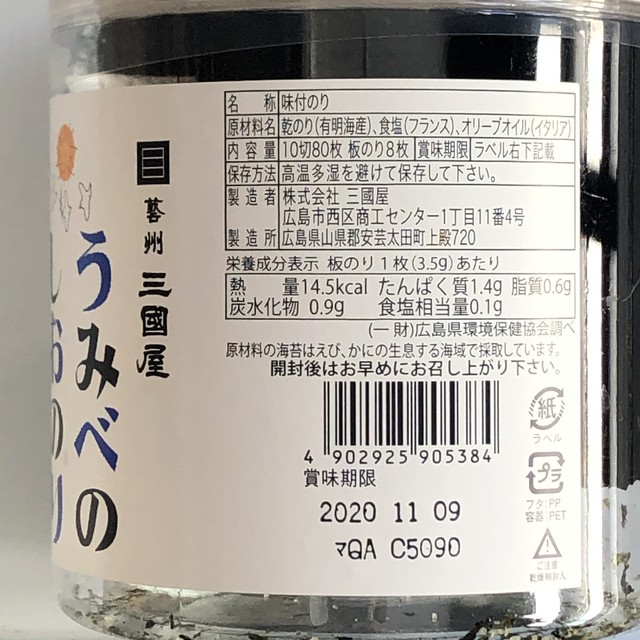 名 称 味付のり
原材料名 乾のり(有明海産)、食塩(フランス)、オリーブオイル(イタリア)
内 容 量 10切80枚 板のり8枚 賞味期限 ラベル右下記載
保存方法 高温多湿を避けて保存して下さい。
製 造 者 株式会社 三國屋
広島市西区商工センター1丁目11番4号
製 造 所 広島県山県郡安芸太田町上殿720
栄養成分表示 板のり1枚(3.5g)あたり
熱 量14.5kcal たんぱく質1.4g 脂質0.6g
炭水化物 0.9g 食塩相当量0.1g
(一財)広島県環境保健協会調べ
原材料の海苔はえび、かにの生息する海域で採取しています。
開封後はお早めにお召し上がり下さい。
4 902925 905384
賞味期限
2020 11 09
マQA C5090
紙
ラベル
プラ
フタ:PP
容器:PET
ご注意
乾燥剤封入
藝州 三國屋
うみべの
しおのり